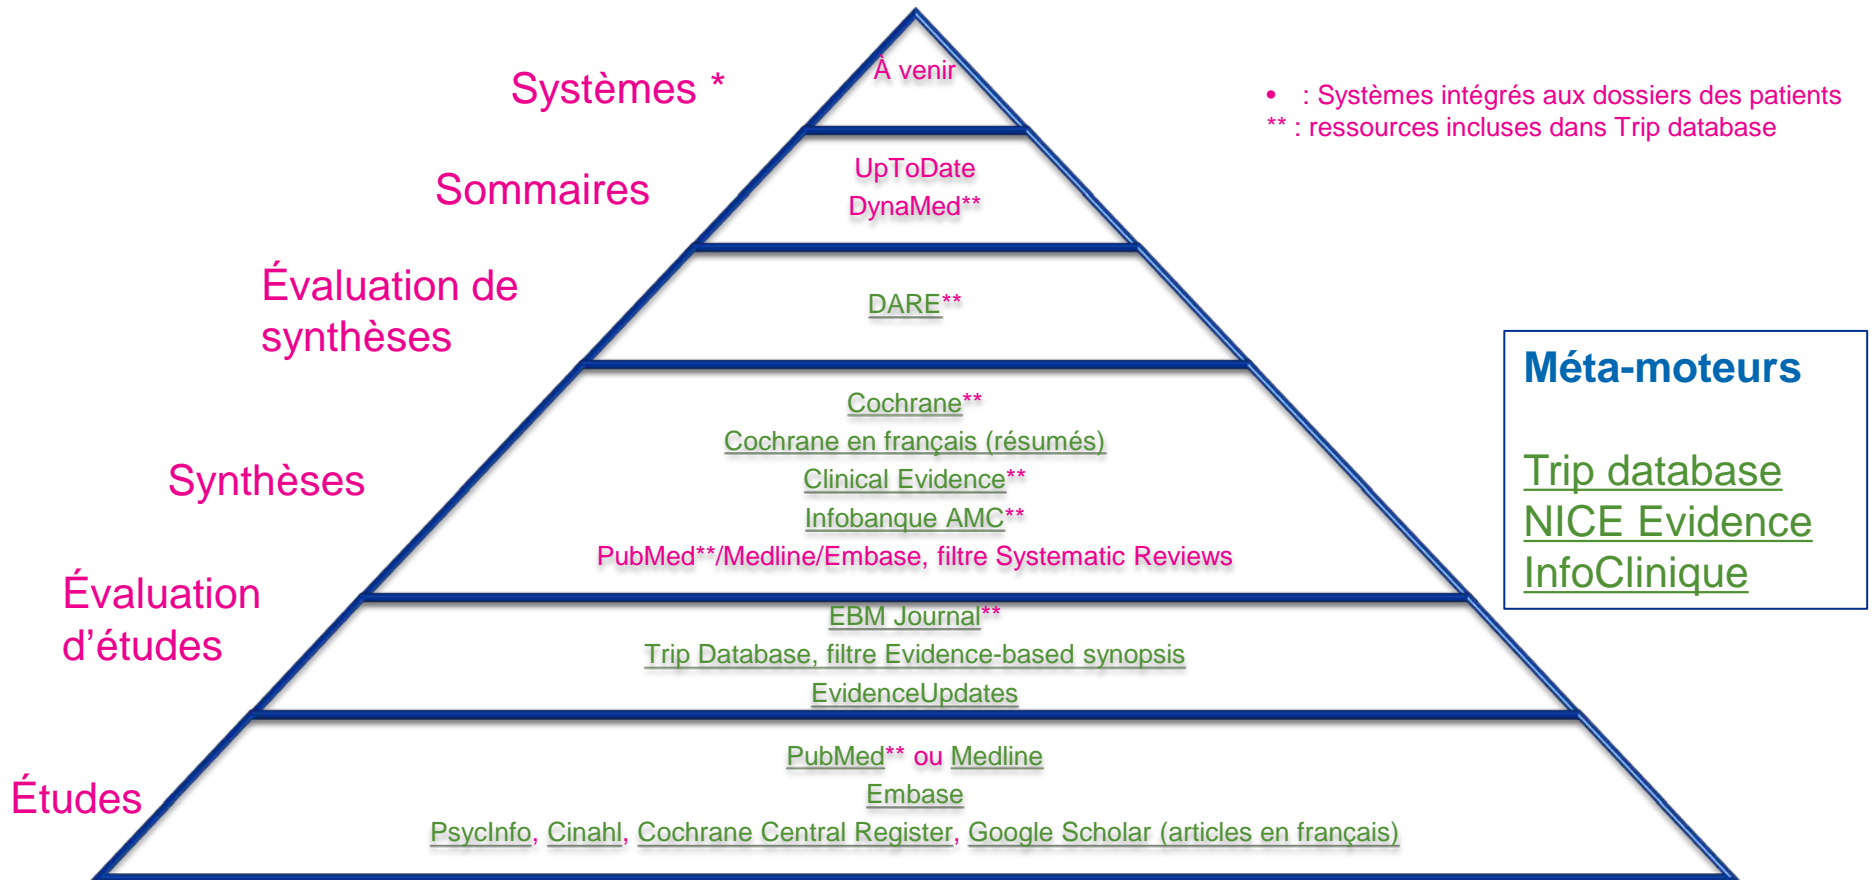 À venir
Systèmes *
• : Systèmes intégrés aux dossiers des patients
** : ressources incluses dans Trip database
UpToDate
Sommaires
DynaMed**
Évaluation de
synthèses
DARE**
Méta-moteurs
Trip database
NICE Evidence
InfoClinique
Cochrane**
Cochrane en français (résumés)
Synthèses
Clinical Evidence**
Infobanque AMC**
PubMed**/Medline/Embase, filtre Systematic Reviews
Évaluation
d’études
EBM Journal**
Trip Database, filtre Evidence-based synopsis
EvidenceUpdates
Études
PubMed** ou Medline
Embase
PsycInfo, Cinahl, Cochrane Central Register, Google Scholar (articles en français)